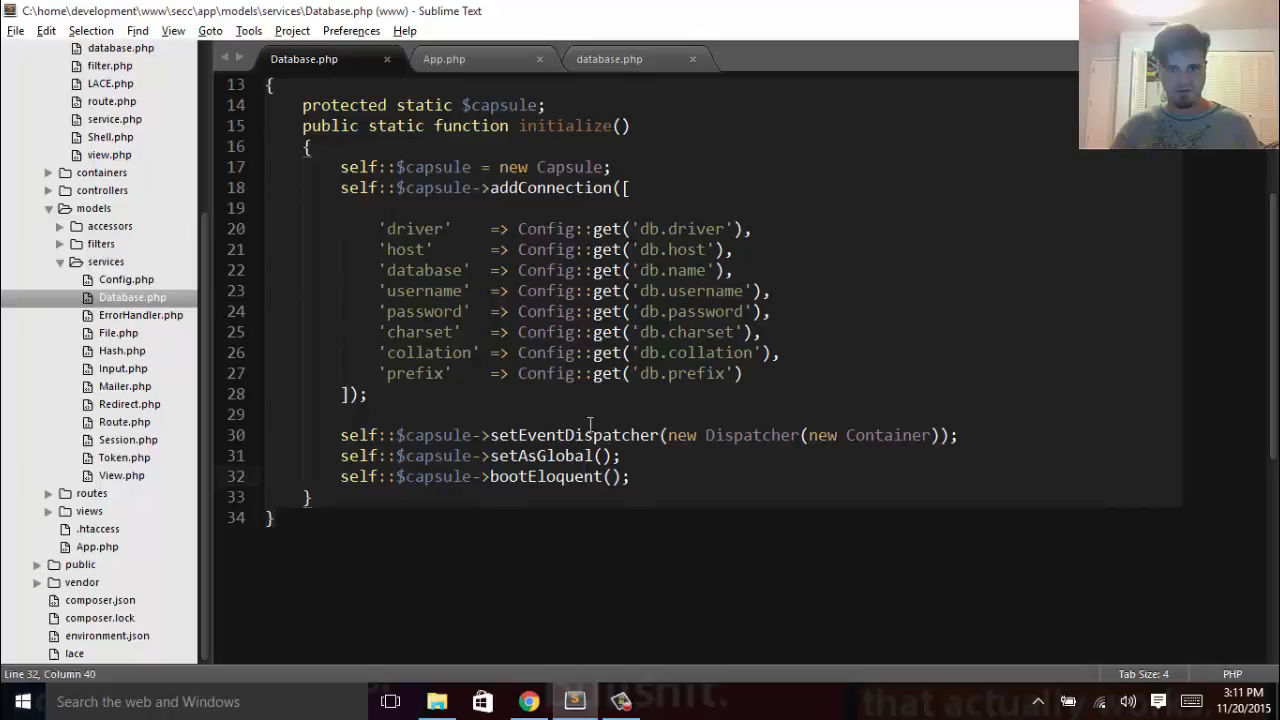 C:\home\development\www\secc\app\models\services\Database.php (www) - Sublime Text
File Edit Selection Find View Goto Tools Project Preferences Help
database.php
filter.php
LACE.php
route.php
service.php
Shell.php
view.php
containers
controllers
models
accessors
filters
services
Config.php
Database.php
ErrorHandler.php
File.php
Hash.php
Input.php
Mailer.php
Redirect.php
Route.php
Session.php
Token.php
View.php
routes
views
.htaccess
App.php
public
vendor
composer.json
composer.lock
environment.json
lace
Database.php × App.php × database.php ×
13 {
14 protected static $capsule;
15 public static function initialize()
16 {
17 self::$capsule = new Capsule;
18 self::$capsule->addConnection([
19
20 'driver' => Config::get('db.driver'),
21 'host' => Config::get('db.host'),
22 'database' => Config::get('db.name'),
23 'username' => Config::get('db.username'),
24 'password' => Config::get('db.password'),
25 'charset' => Config::get('db.charset'),
26 'collation' => Config::get('db.collation'),
27 'prefix' => Config::get('db.prefix')
28 ]);
29
30 self::$capsule->setEventDispatcher(new Dispatcher(new Container));
31 self::$capsule->setAsGlobal();
32 self::$capsule->bootEloquent();
33 }
34 }
Line 32, Column 40 Tab Size: 4 PHP
Search the web and Windows
3:11 PM
11/20/2015